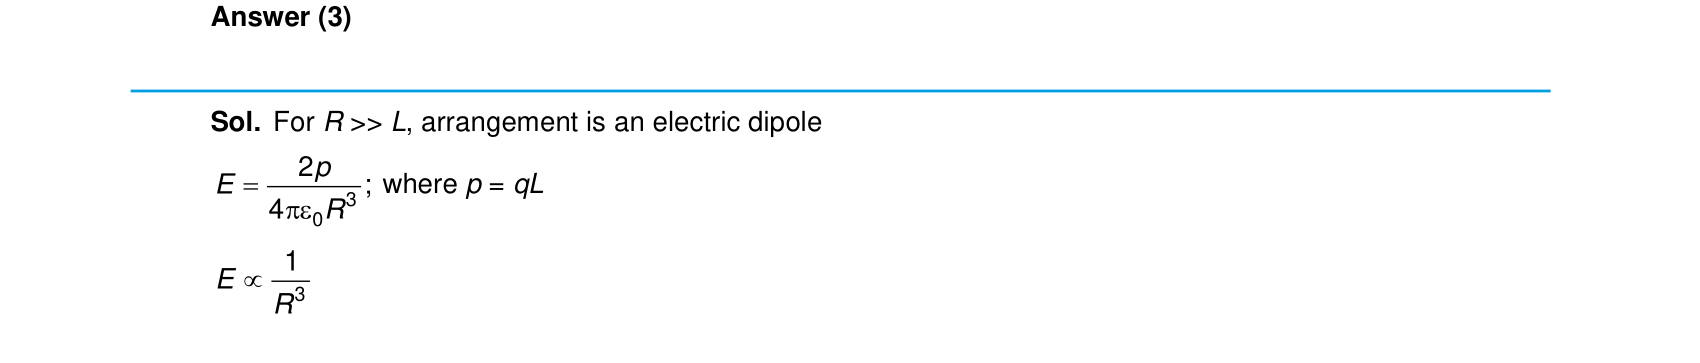 Answer (3)
Sol. For R >> L, arrangement is an electric dipole
E = 2p / 4πε₀R³ ; where p = qL
E ∝ 1 / R³